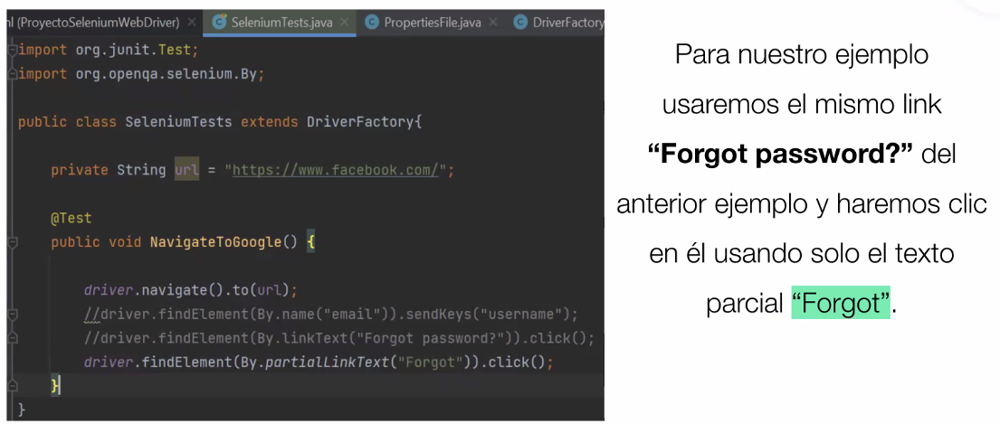 ml (ProyectoSeleniumWebDriver) × SeleniumTests.java × PropertiesFile.java × DriverFactory
import org.junit.Test;
import org.openqa.selenium.By;
public class SeleniumTests extends DriverFactory{
private String url = "https://www.facebook.com/";
@Test
public void NavigateToGoogle() {
driver.navigate().to(url);
//driver.findElement(By.name("email")).sendKeys("username");
//driver.findElement(By.linkText("Forgot password?")).click();
driver.findElement(By.partialLinkText("Forgot")).click();
}
}
Para nuestro ejemplo
usaremos el mismo link
“Forgot password?” del
anterior ejemplo y haremos clic
en él usando solo el texto
parcial “Forgot”.